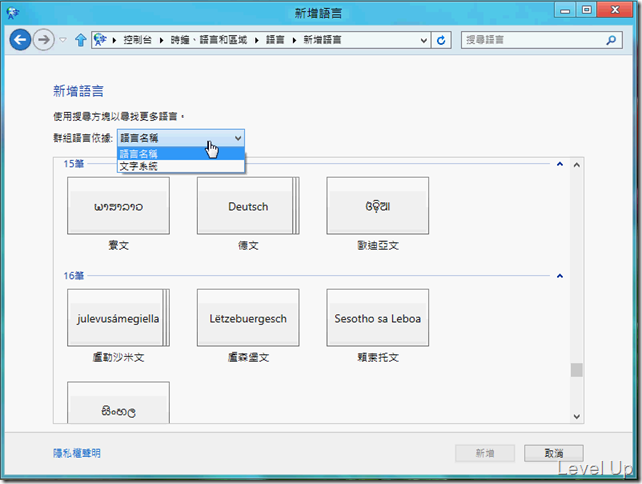 新增語言
控制台 時鐘、語言和區域 語言 新增語言
搜尋語言
新增語言
使用搜尋方塊以尋找更多語言。
群組語言依據: 語言名稱
語言名稱
文字系統
15筆
ພາສາລາວ Deutsch ଓଡ଼ିଆ
寮文 德文 歐迪亞文
16筆
julevusámegiella Lëtzebuergesch Sesotho sa Leboa
盧勒沙米文 盧森堡文 賴索托文
සිංහල
隱私權聲明 新增 取消
Level Up